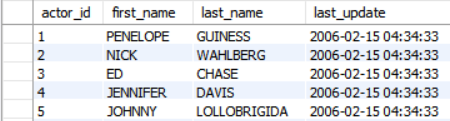 actor_id first_name last_name last_update
1 PENELOPE GUINESS 2006-02-15 04:34:33
2 NICK WAHLBERG 2006-02-15 04:34:33
3 ED CHASE 2006-02-15 04:34:33
4 JENNIFER DAVIS 2006-02-15 04:34:33
5 JOHNNY LOLLOBRIGIDA 2006-02-15 04:34:33